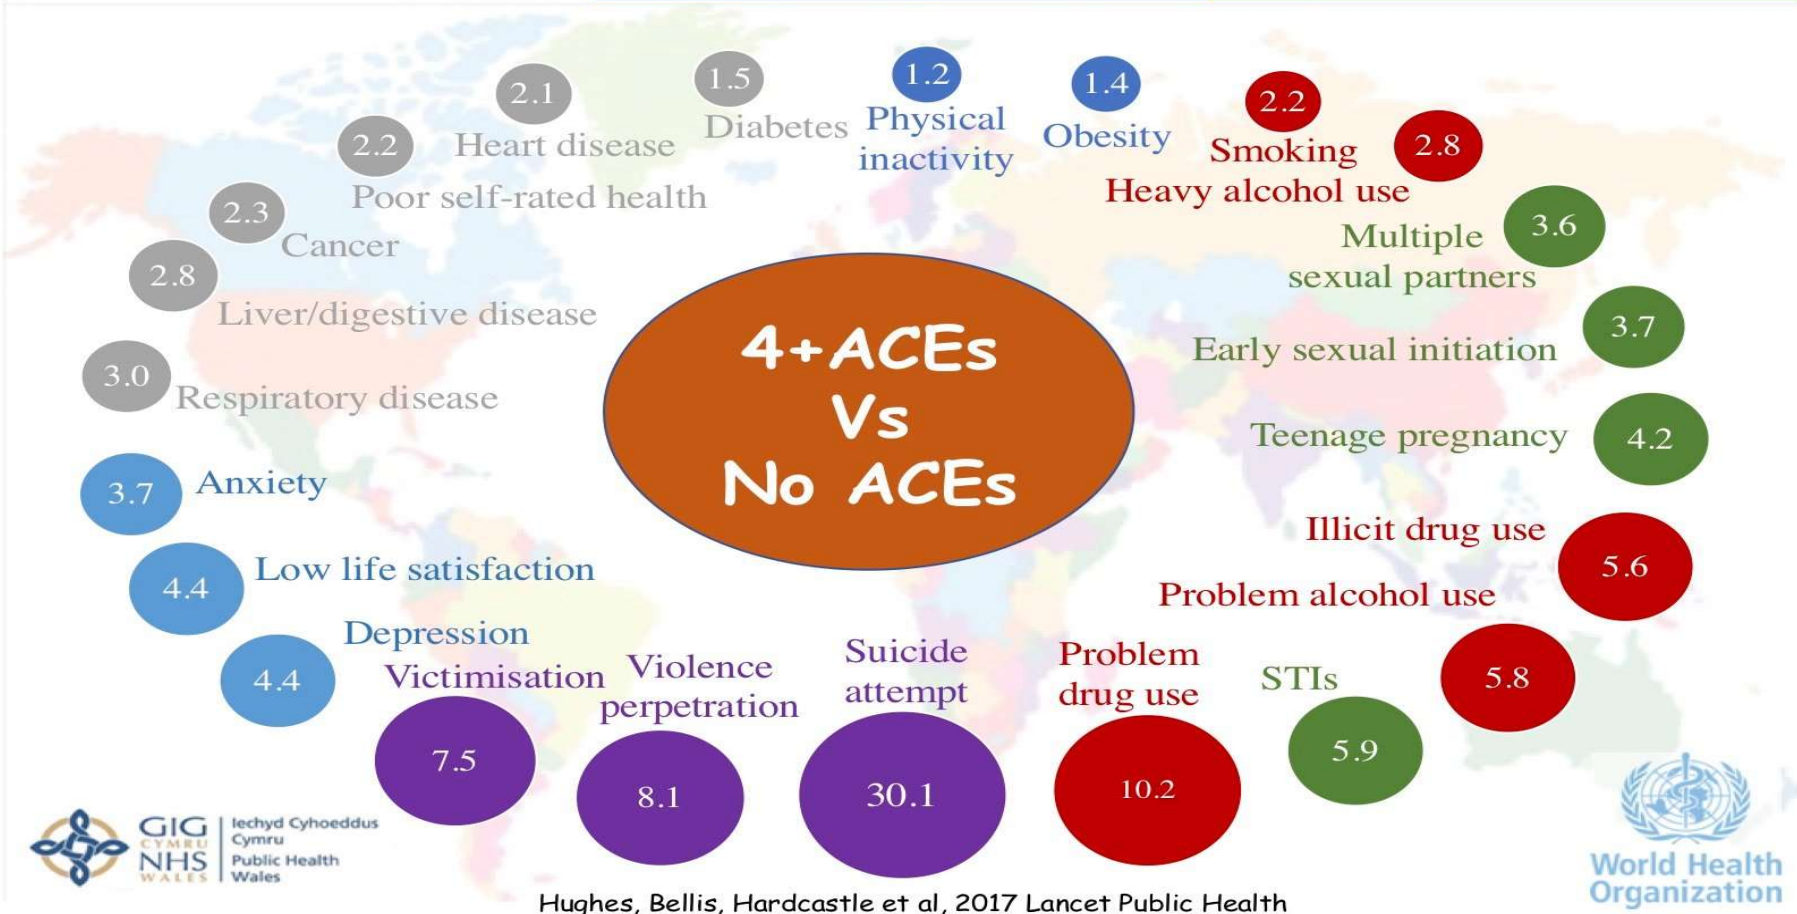 1.2
Physical
inactivity
1.4
Obesity
2.2
Smoking
2.8
Heavy alcohol use
3.6
Multiple
sexual partners
3.7
Early sexual initiation
4.2
Teenage pregnancy
5.6
Illicit drug use
5.8
Problem alcohol use
5.9
STIs
10.2
Problem
drug use
30.1
Suicide
attempt
8.1
Violence
perpetration
7.5
Victimisation
4.4
Depression
4.4
Low life satisfaction
3.7
Anxiety
3.0
Respiratory disease
2.8
Liver/digestive disease
2.3
Cancer
2.2
Poor self-rated health
2.1
Heart disease
1.5
Diabetes
4+ACEs
Vs
No ACEs
GIG
CYMRU
NHS
WALES
Iechyd Cyhoeddus
Cymru
Public Health
Wales
Hughes, Bellis, Hardcastle et al, 2017 Lancet Public Health
World Health
Organization